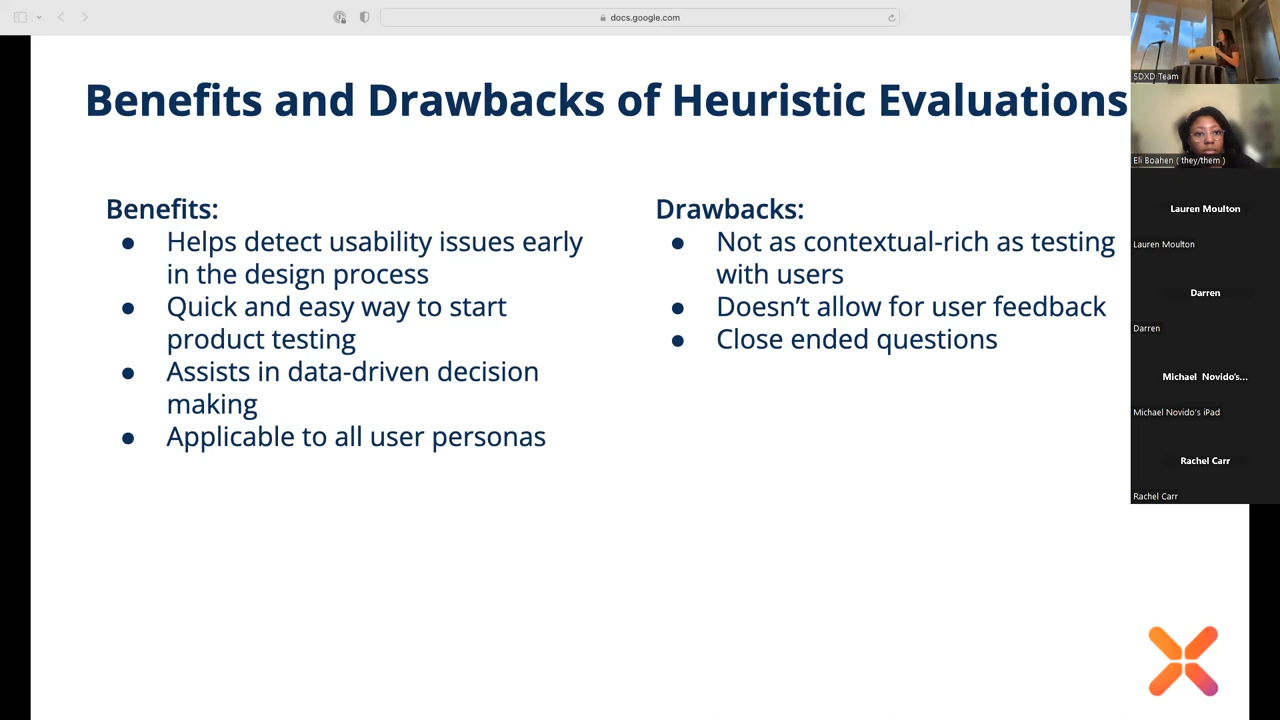 docs.google.com
Benefits and Drawbacks of Heuristic Evaluations
Benefits:
● Helps detect usability issues early
in the design process
● Quick and easy way to start
product testing
● Assists in data-driven decision
making
● Applicable to all user personas
Drawbacks:
● Not as contextual-rich as testing
with users
● Doesn’t allow for user feedback
● Close ended questions
SDXD Team
Eli Boahen ( they/them )
Lauren Moulton
Lauren Moulton
Darren
Darren
Michael Novido's...
Michael Novido's iPad
Rachel Carr
Rachel Carr